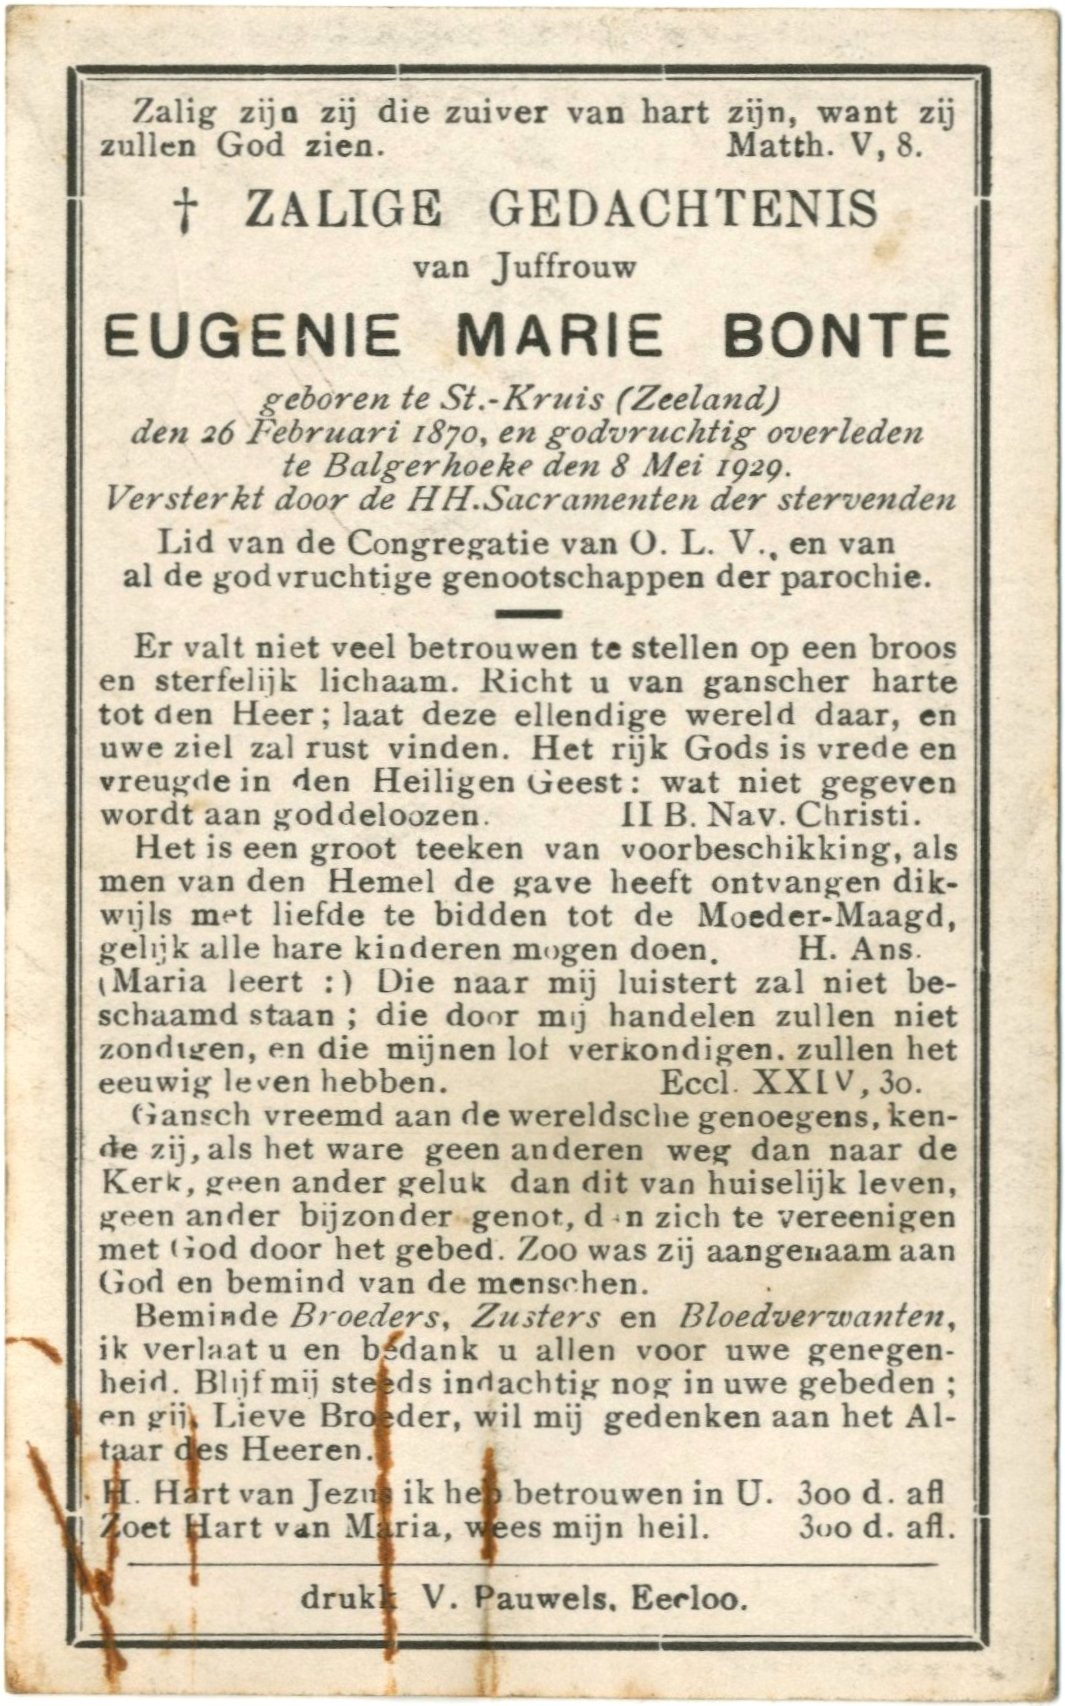 Zalig zijn zij die zuiver van hart zijn, want zij
zullen God zien. Matth. V, 8.
† ZALIGE GEDACHTENIS
van Juffrouw
EUGENIE MARIE BONTE
geboren te St.-Kruis (Zeeland)
den 26 Februari 1870, en godvruchtig overleden
te Balgerhoeke den 8 Mei 1929.
Versterkt door de HH.Sacramenten der stervenden
Lid van de Congregatie van O. L. V., en van
al de godvruchtige genootschappen der parochie.
Er valt niet veel betrouwen te stellen op een broos
en sterfelijk lichaam. Richt u van ganscher harte
tot den Heer ; laat deze ellendige wereld daar, en
uwe ziel zal rust vinden. Het rijk Gods is vrede en
vreugde in den Heiligen Geest : wat niet gegeven
wordt aan goddeloozen. II B. Nav. Christi.
Het is een groot teeken van voorbeschikking, als
men van den Hemel de gave heeft ontvangen dik-
wijls met liefde te bidden tot de Moeder-Maagd,
gelijk alle hare kinderen mogen doen. H. Ans.
(Maria leert :) Die naar mij luistert zal niet be-
schaamd staan ; die door mij handelen zullen niet
zondigen, en die mijnen lof verkondigen. zullen het
eeuwig leven hebben. Eccl. XXIV, 30.
Gansch vreemd aan de wereldsche genoegens, ken-
de zij, als het ware geen anderen weg dan naar de
Kerk, geen ander geluk dan dit van huiselijk leven,
geen ander bijzonder genot, dan zich te vereenigen
met God door het gebed. Zoo was zij aangenaam aan
God en bemind van de menschen.
Beminde Broeders, Zusters en Bloedverwanten,
ik verlaat u en bedank u allen voor uwe genegen-
heid. Blijf mij steeds indachtig nog in uwe gebeden ;
en gij, Lieve Broeder, wil mij gedenken aan het Al-
taar des Heeren.
H. Hart van Jezus ik heb betrouwen in U. 300 d. afl
Zoet Hart van Maria, wees mijn heil. 300 d. afl.
drukk V. Pauwels, Eecloo.